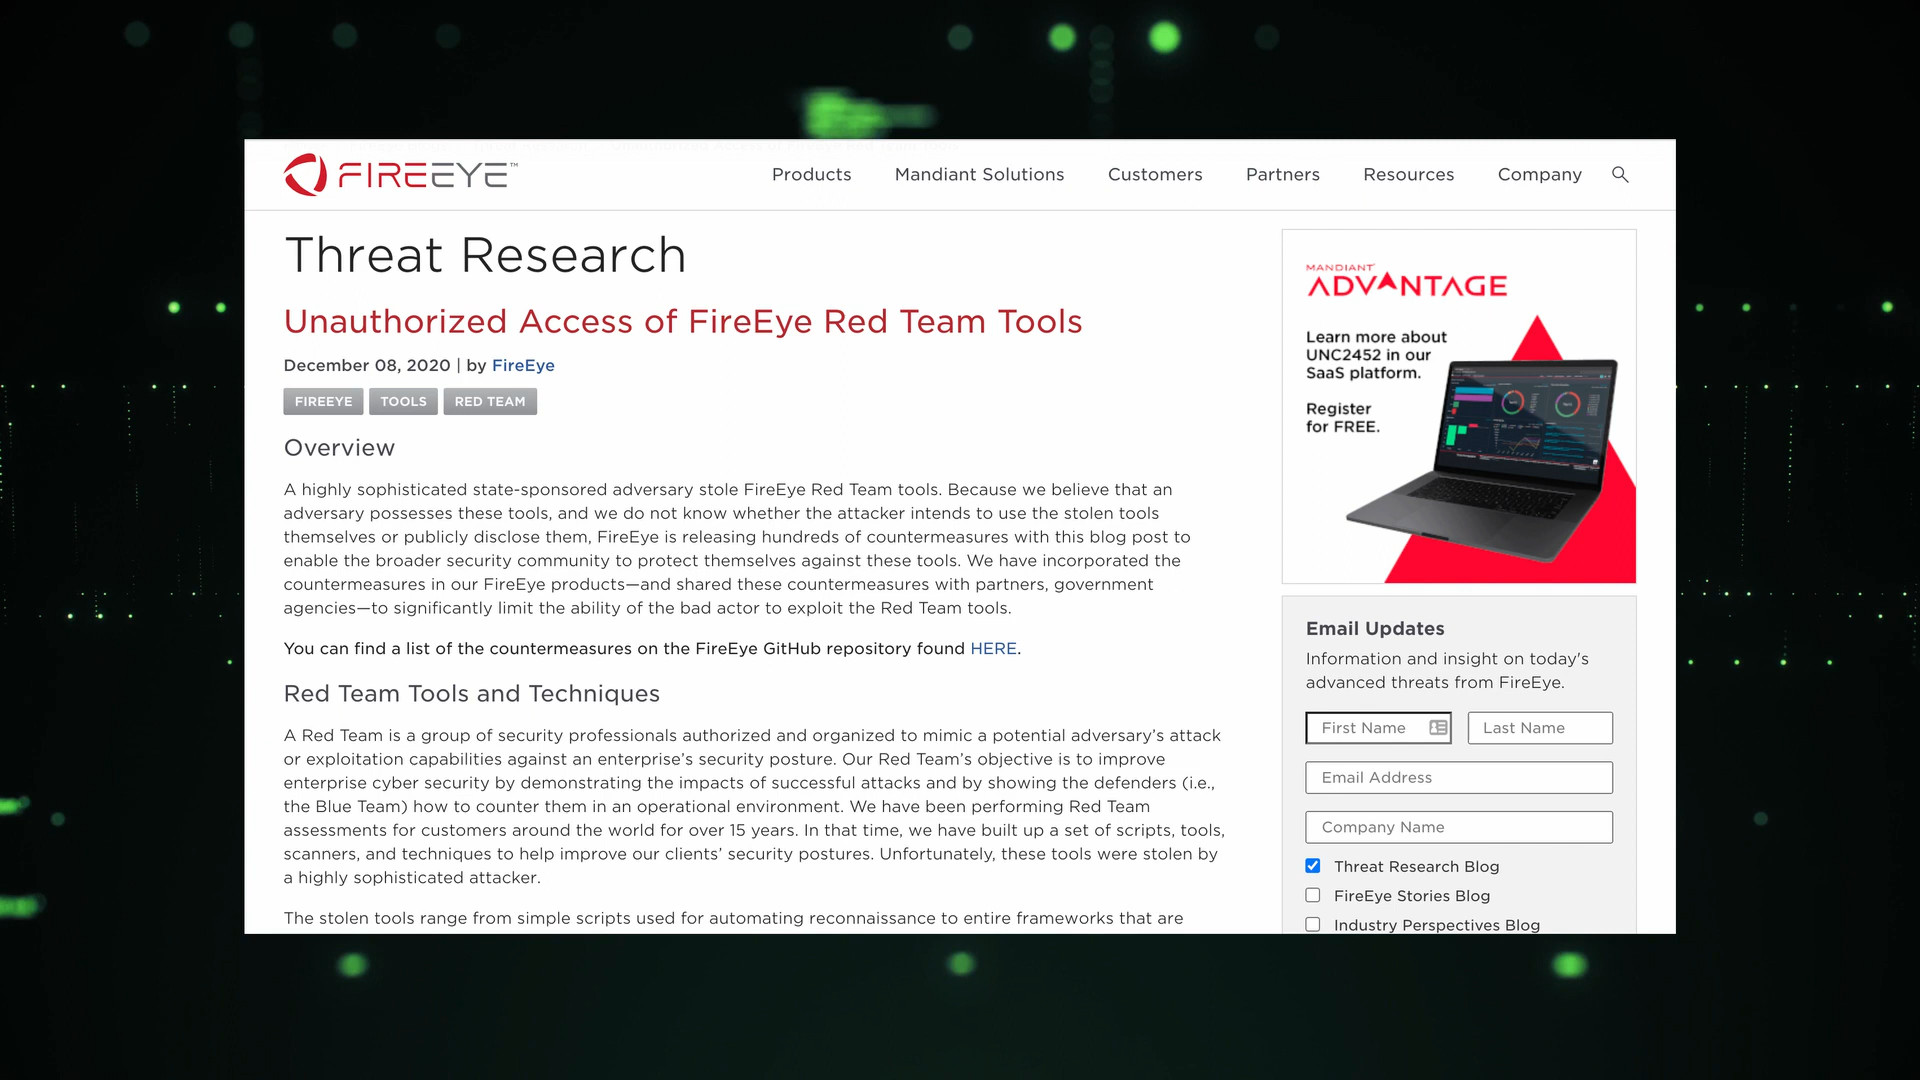 FIREEYE™
Products Mandiant Solutions Customers Partners Resources Company
Threat Research
Unauthorized Access of FireEye Red Team Tools
December 08, 2020 | by FireEye
FIREEYE TOOLS RED TEAM
Overview
A highly sophisticated state-sponsored adversary stole FireEye Red Team tools. Because we believe that an
adversary possesses these tools, and we do not know whether the attacker intends to use the stolen tools
themselves or publicly disclose them, FireEye is releasing hundreds of countermeasures with this blog post to
enable the broader security community to protect themselves against these tools. We have incorporated the
countermeasures in our FireEye products—and shared these countermeasures with partners, government
agencies—to significantly limit the ability of the bad actor to exploit the Red Team tools.
You can find a list of the countermeasures on the FireEye GitHub repository found HERE.
Red Team Tools and Techniques
A Red Team is a group of security professionals authorized and organized to mimic a potential adversary’s attack
or exploitation capabilities against an enterprise’s security posture. Our Red Team’s objective is to improve
enterprise cyber security by demonstrating the impacts of successful attacks and by showing the defenders (i.e.,
the Blue Team) how to counter them in an operational environment. We have been performing Red Team
assessments for customers around the world for over 15 years. In that time, we have built up a set of scripts, tools,
scanners, and techniques to help improve our clients’ security postures. Unfortunately, these tools were stolen by
a highly sophisticated attacker.
The stolen tools range from simple scripts used for automating reconnaissance to entire frameworks that are
MANDIANT
ADVANTAGE
Learn more about
UNC2452 in our
SaaS platform.
Register
for FREE.
Email Updates
Information and insight on today's
advanced threats from FireEye.
First Name Last Name
Email Address
Company Name
Threat Research Blog
FireEye Stories Blog
Industry Perspectives Blog